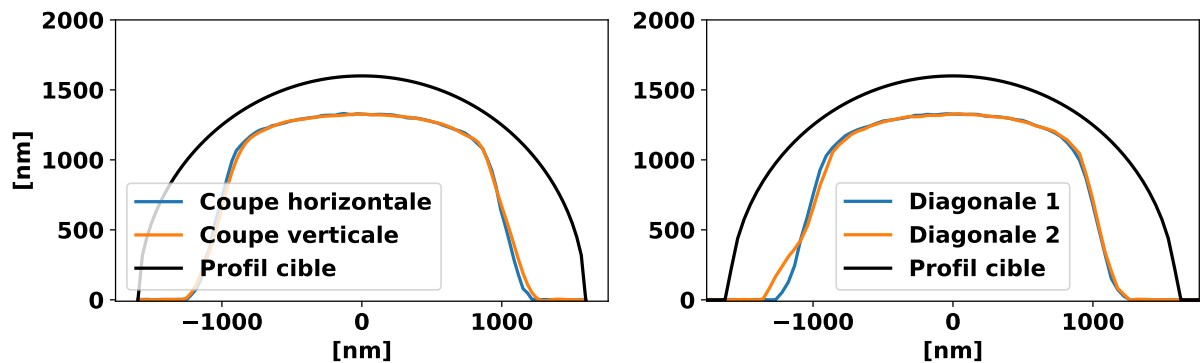 2000
1500
1000
500
0
[nm]
Coupe horizontale
Coupe verticale
Profil cible
−1000
0
1000
[nm]
2000
1500
1000
500
0
Diagonale 1
Diagonale 2
Profil cible
−1000
0
1000
[nm]